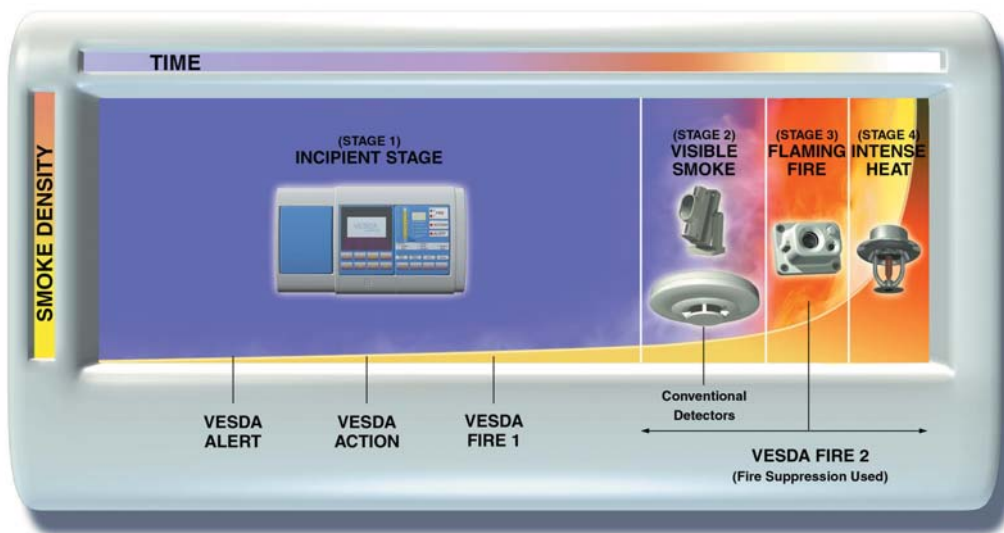 TIME
SMOKE DENSITY
(STAGE 1)
INCIPIENT STAGE
(STAGE 2)
VISIBLE
SMOKE
(STAGE 3)
FLAMING
FIRE
(STAGE 4)
INTENSE
HEAT
VESDA
ALERT
VESDA
ACTION
VESDA
FIRE 1
Conventional
Detectors
VESDA FIRE 2
(Fire Suppression Used)